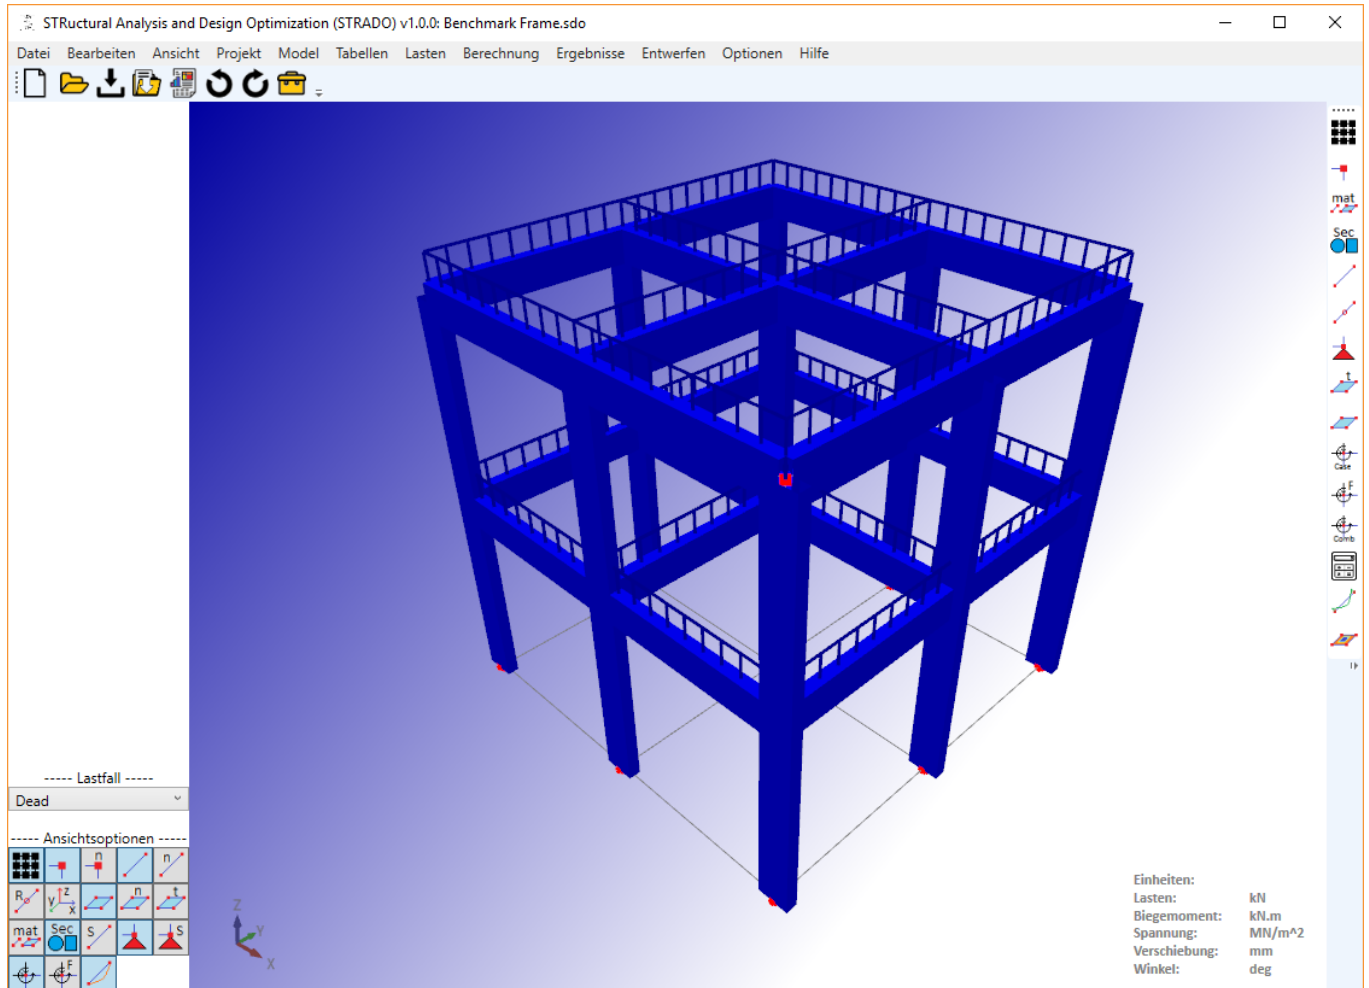 STRuctural Analysis and Design Optimization (STRADO) v1.0.0: Benchmark Frame.sdo
Datei Bearbeiten Ansicht Projekt Model Tabellen Lasten Berechnung Ergebnisse Entwerfen Optionen Hilfe
mat
Sec
t
Case
F
Comb
----- Lastfall -----
Dead
----- Ansichtsoptionen -----
n n
R y z x n t
mat Sec S S
F
Z
Y
X
Einheiten:
Lasten: kN
Biegemoment: kN.m
Spannung: MN/m^2
Verschiebung: mm
Winkel: deg